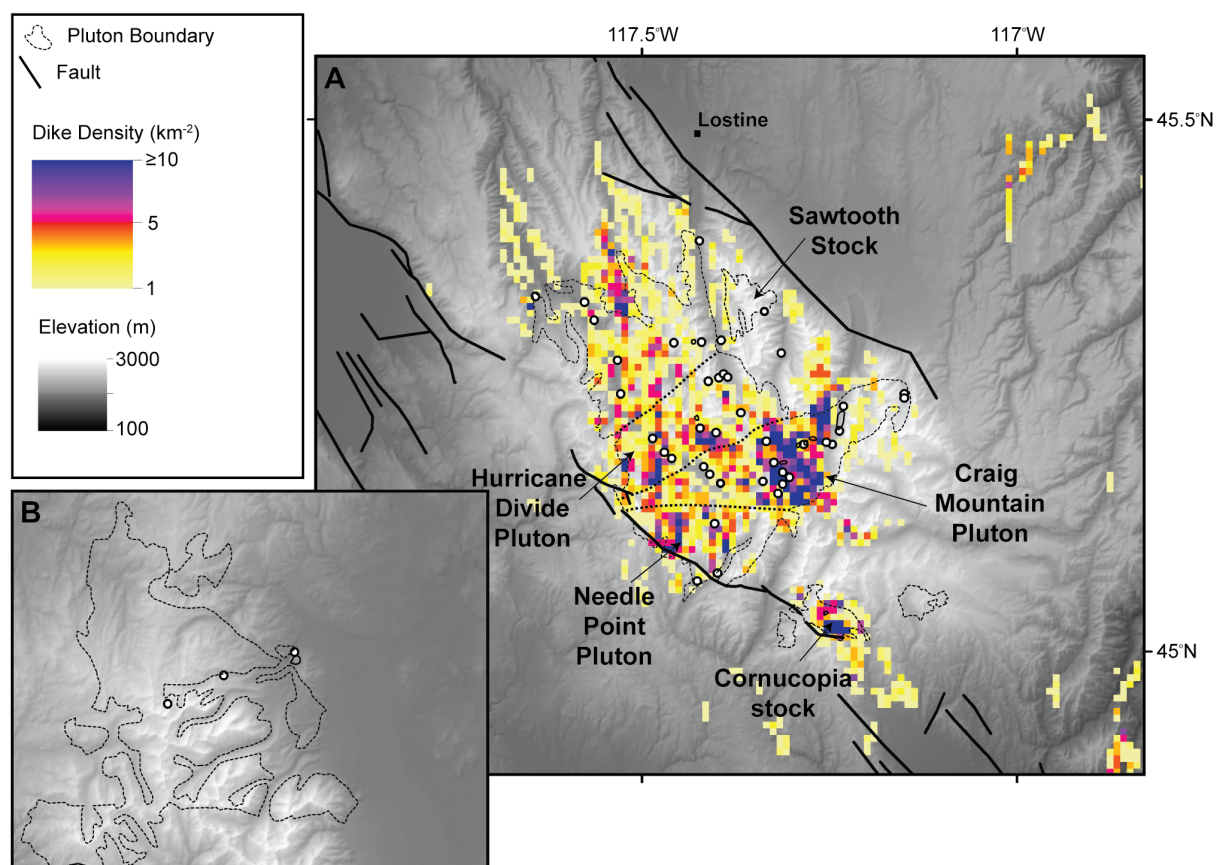 Pluton Boundary
Fault
Dike Density (km-2)
≥10
5
1
Elevation (m)
3000
100
117.5°W
117°W
A
Lostine
45.5°N
Sawtooth
Stock
Hurricane
Divide
Pluton
Craig
Mountain
Pluton
Needle
Point
Pluton
Cornucopia
stock
45°N
B